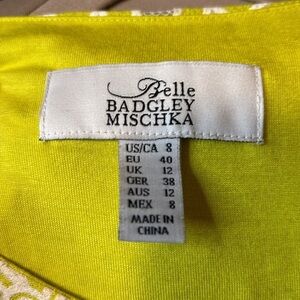 Belle
BADGLEY
MISCHKA
US/CA 8
EU 40
UK 12
GER 38
AUS 12
MEX 8
MADE IN
CHINA